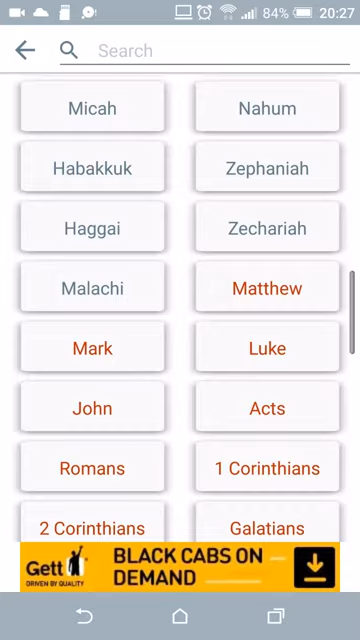 84% 20:27
Search
Micah Nahum
Habakkuk Zephaniah
Haggai Zechariah
Malachi Matthew
Mark Luke
John Acts
Romans 1 Corinthians
2 Corinthians Galatians
Gett BLACK CABS ON
DRIVEN BY QUALITY DEMAND